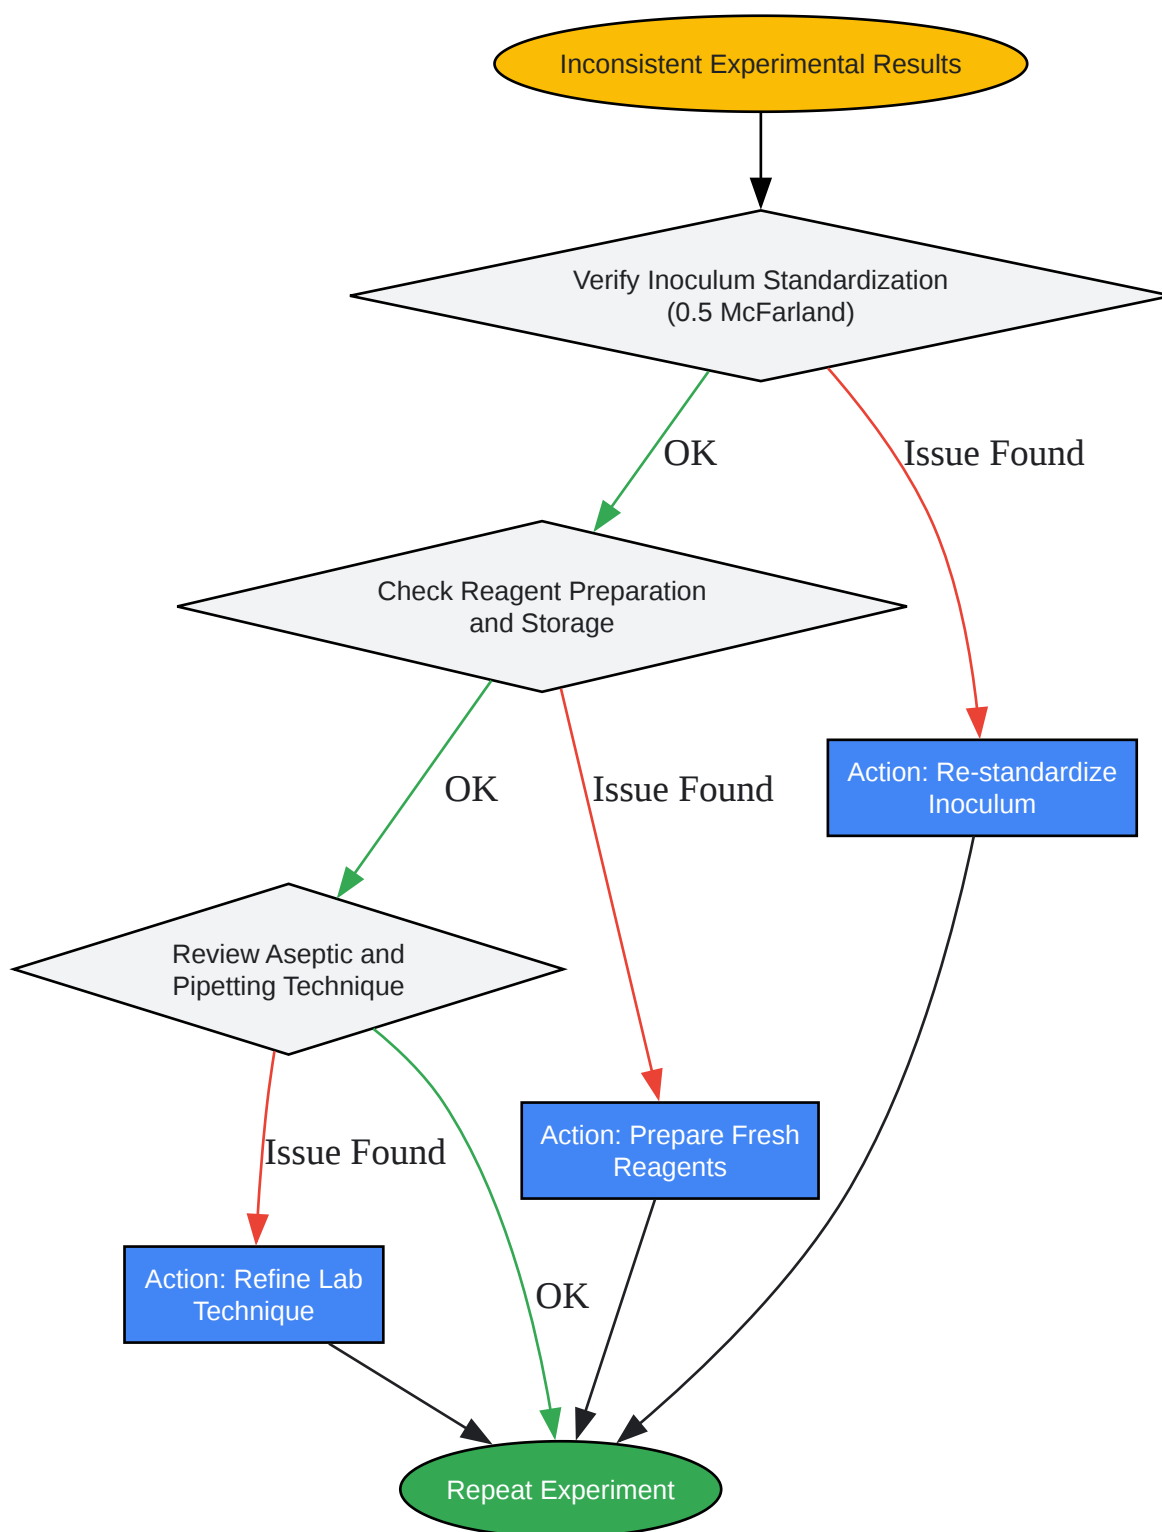 Inconsistent Experimental Results
Verify Inoculum Standardization
(0.5 McFarland)
OK
Issue Found
Check Reagent Preparation
and Storage
OK
Issue Found
Action: Re-standardize
Inoculum
Review Aseptic and
Pipetting Technique
Issue Found
Action: Prepare Fresh
Reagents
Action: Refine Lab
Technique
OK
Repeat Experiment